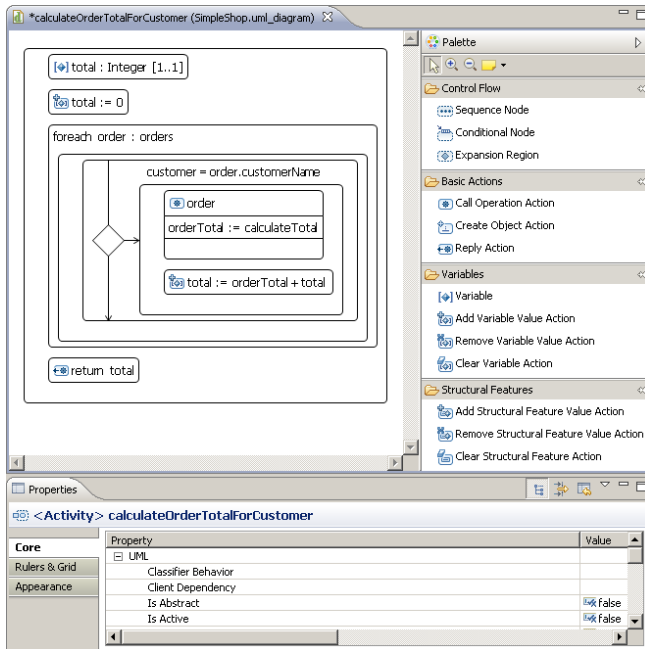 *calculateOrderTotalForCustomer (SimpleShop.uml_diagram)
total : Integer [1..1]
total := 0
foreach order : orders
customer = order.customerName
order
orderTotal := calculateTotal
total := orderTotal + total
return total
Palette
Control Flow
Sequence Node
Conditional Node
Expansion Region
Basic Actions
Call Operation Action
Create Object Action
Reply Action
Variables
Variable
Add Variable Value Action
Remove Variable Value Action
Clear Variable Action
Structural Features
Add Structural Feature Value Action
Remove Structural Feature Value Action
Clear Structural Feature Action
Properties
<Activity> calculateOrderTotalForCustomer
Core
Rulers & Grid
Appearance
Property Value
UML
Classifier Behavior
Client Dependency
Is Abstract false
Is Active false